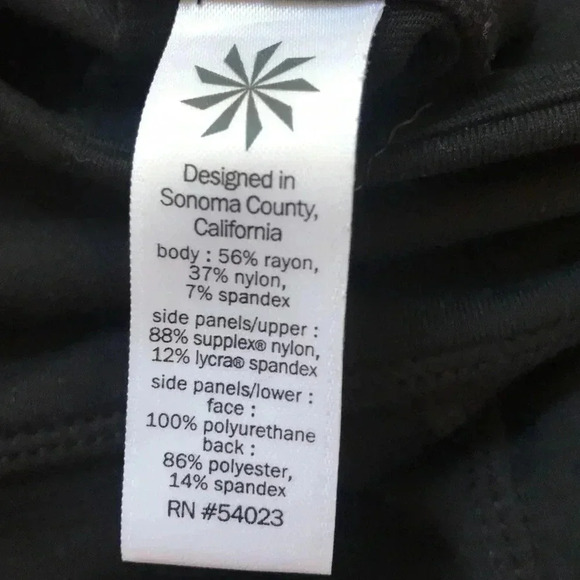 Designed in
Sonoma County,
California
body : 56% rayon,
37% nylon,
7% spandex
side panels/upper :
88% supplex® nylon,
12% lycra® spandex
side panels/lower :
face :
100% polyurethane
back :
86% polyester,
14% spandex
RN #54023